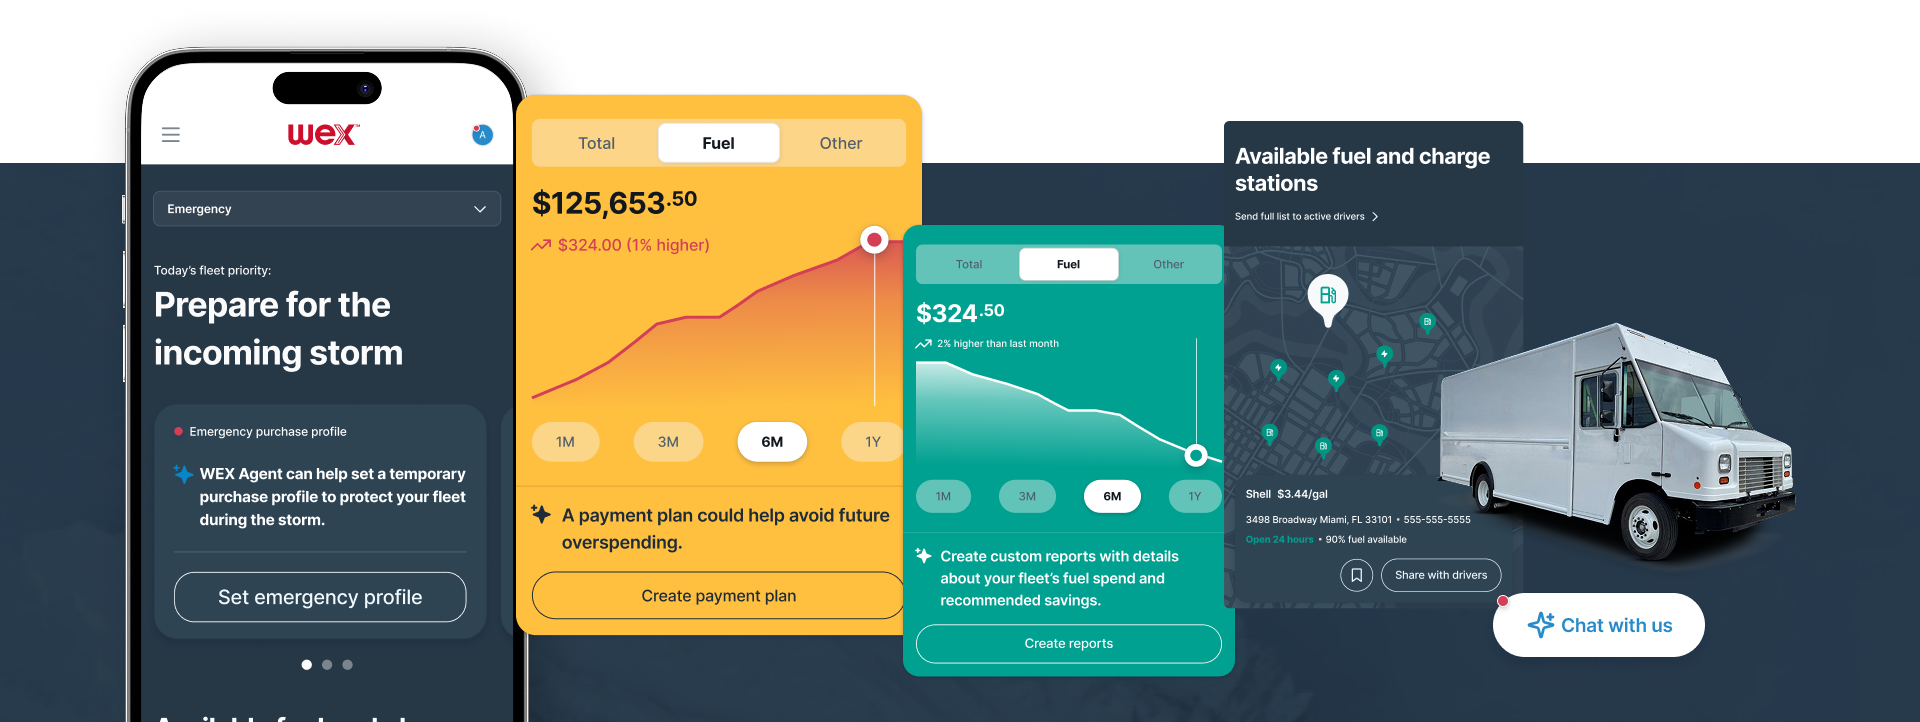 wex
A
Emergency
Today's fleet priority:
Prepare for the
incoming storm
Emergency purchase profile
WEX Agent can help set a temporary
purchase profile to protect your fleet
during the storm.
Set emergency profile
Total Fuel Other
$125,653.50
$324.00 (1% higher)
1M 3M 6M 1Y
A payment plan could help avoid future
overspending.
Create payment plan
Total Fuel Other
$324.50
2% higher than last month
1M 3M 6M 1Y
Create custom reports with details
about your fleet's fuel spend and
recommended savings.
Create reports
Available fuel and charge
stations
Send full list to active drivers
Shell $3.44/gal
3498 Broadway Miami, FL 33101 • 555-555-5555
Open 24 hours • 90% fuel available
Share with drivers
Chat with us